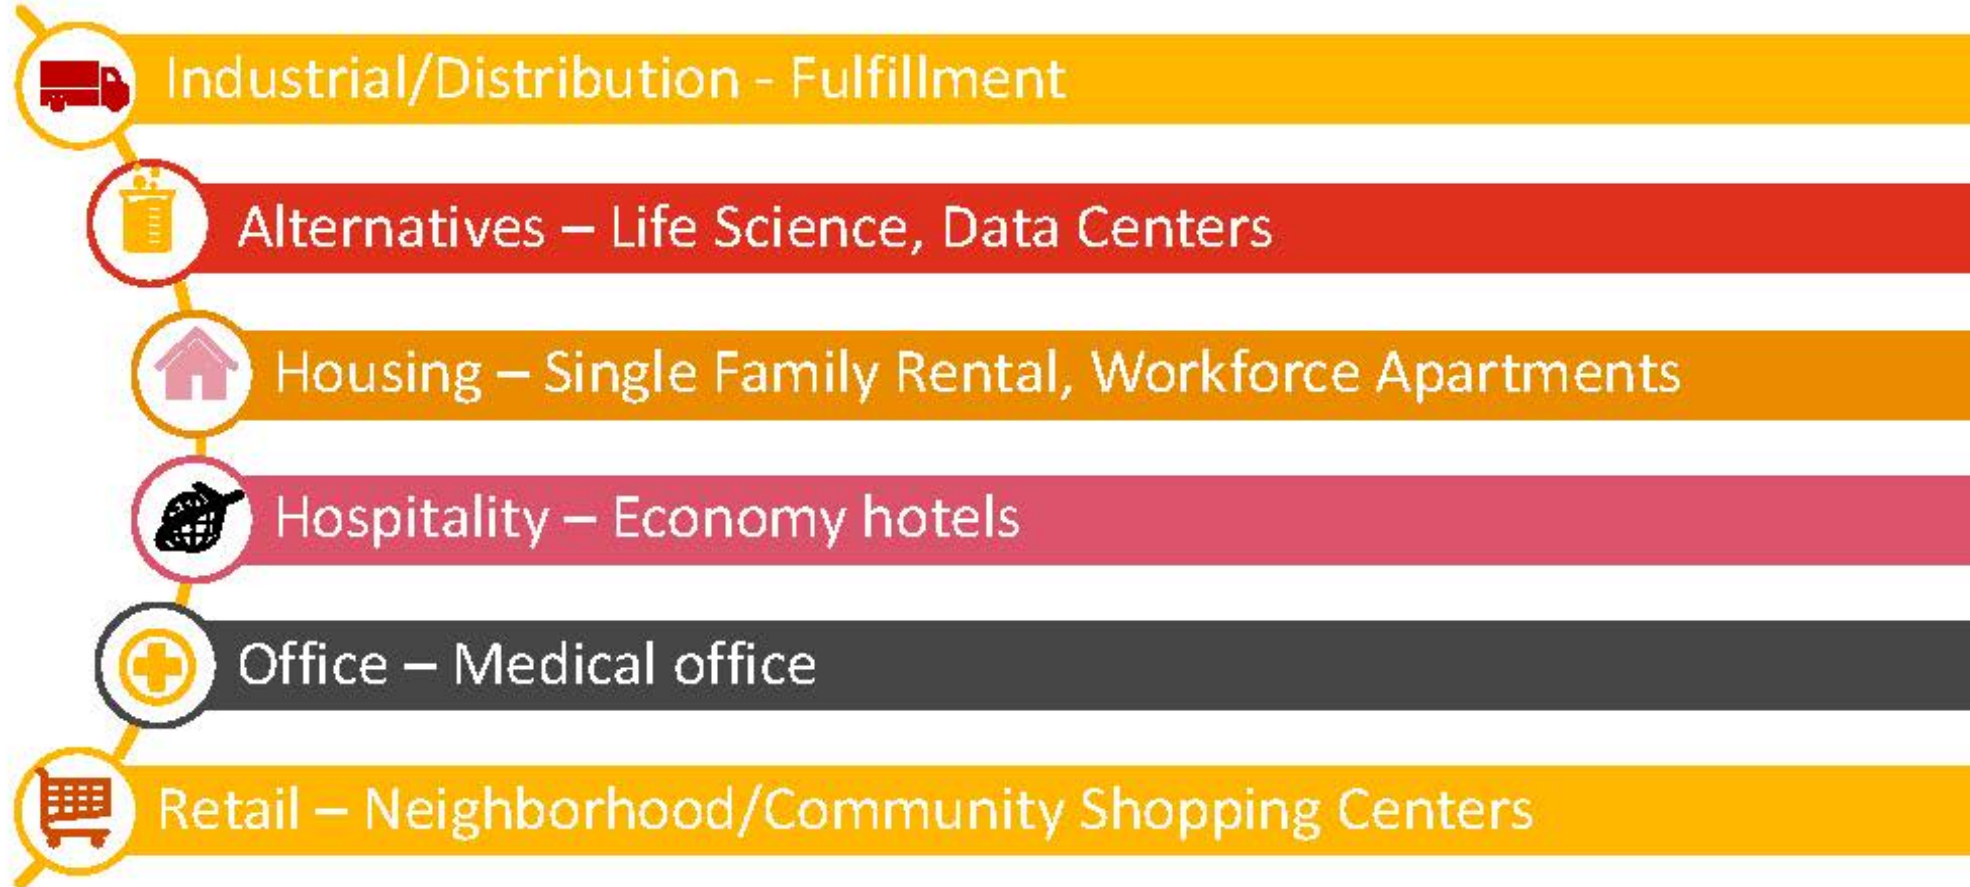 Industrial/Distribution - Fulfillment
Alternatives – Life Science, Data Centers
Housing – Single Family Rental, Workforce Apartments
Hospitality – Economy hotels
Office – Medical office
Retail – Neighborhood/Community Shopping Centers